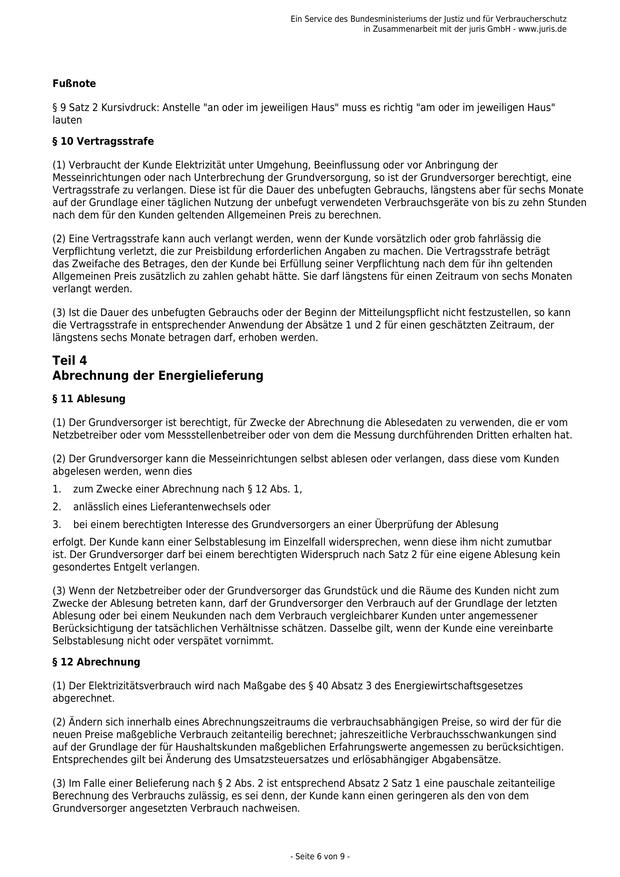 Ein Service des Bundesministeriums der Justiz und für Verbraucherschutz
in Zusammenarbeit mit der juris GmbH - www.juris.de
Fußnote
§ 9 Satz 2 Kursivdruck: Anstelle "an oder im jeweiligen Haus" muss es richtig "am oder im jeweiligen Haus"
lauten
§ 10 Vertragsstrafe
(1) Verbraucht der Kunde Elektrizität unter Umgehung, Beeinflussung oder vor Anbringung der
Messeinrichtungen oder nach Unterbrechung der Grundversorgung, so ist der Grundversorger berechtigt, eine
Vertragsstrafe zu verlangen. Diese ist für die Dauer des unbefugten Gebrauchs, längstens aber für sechs Monate
auf der Grundlage einer täglichen Nutzung der unbefugt verwendeten Verbrauchsgeräte von bis zu zehn Stunden
nach dem für den Kunden geltenden Allgemeinen Preis zu berechnen.
(2) Eine Vertragsstrafe kann auch verlangt werden, wenn der Kunde vorsätzlich oder grob fahrlässig die
Verpflichtung verletzt, die zur Preisbildung erforderlichen Angaben zu machen. Die Vertragsstrafe beträgt
das Zweifache des Betrages, den der Kunde bei Erfüllung seiner Verpflichtung nach dem für ihn geltenden
Allgemeinen Preis zusätzlich zu zahlen gehabt hätte. Sie darf längstens für einen Zeitraum von sechs Monaten
verlangt werden.
(3) Ist die Dauer des unbefugten Gebrauchs oder der Beginn der Mitteilungspflicht nicht festzustellen, so kann
die Vertragsstrafe in entsprechender Anwendung der Absätze 1 und 2 für einen geschätzten Zeitraum, der
längstens sechs Monate betragen darf, erhoben werden.
Teil 4
Abrechnung der Energielieferung
§ 11 Ablesung
(1) Der Grundversorger ist berechtigt, für Zwecke der Abrechnung die Ablesedaten zu verwenden, die er vom
Netzbetreiber oder vom Messstellenbetreiber oder von dem die Messung durchführenden Dritten erhalten hat.
(2) Der Grundversorger kann die Messeinrichtungen selbst ablesen oder verlangen, dass diese vom Kunden
abgelesen werden, wenn dies
1. zum Zwecke einer Abrechnung nach § 12 Abs. 1,
2. anlässlich eines Lieferantenwechsels oder
3. bei einem berechtigten Interesse des Grundversorgers an einer Überprüfung der Ablesung
erfolgt. Der Kunde kann einer Selbstablesung im Einzelfall widersprechen, wenn diese ihm nicht zumutbar
ist. Der Grundversorger darf bei einem berechtigten Widerspruch nach Satz 2 für eine eigene Ablesung kein
gesondertes Entgelt verlangen.
(3) Wenn der Netzbetreiber oder der Grundversorger das Grundstück und die Räume des Kunden nicht zum
Zwecke der Ablesung betreten kann, darf der Grundversorger den Verbrauch auf der Grundlage der letzten
Ablesung oder bei einem Neukunden nach dem Verbrauch vergleichbarer Kunden unter angemessener
Berücksichtigung der tatsächlichen Verhältnisse schätzen. Dasselbe gilt, wenn der Kunde eine vereinbarte
Selbstablesung nicht oder verspätet vornimmt.
§ 12 Abrechnung
(1) Der Elektrizitätsverbrauch wird nach Maßgabe des § 40 Absatz 3 des Energiewirtschaftsgesetzes
abgerechnet.
(2) Ändern sich innerhalb eines Abrechnungszeitraums die verbrauchsabhängigen Preise, so wird der für die
neuen Preise maßgebliche Verbrauch zeitanteilig berechnet; jahreszeitliche Verbrauchsschwankungen sind
auf der Grundlage der für Haushaltskunden maßgeblichen Erfahrungswerte angemessen zu berücksichtigen.
Entsprechendes gilt bei Änderung des Umsatzsteuersatzes und erlösabhängiger Abgabensätze.
(3) Im Falle einer Belieferung nach § 2 Abs. 2 ist entsprechend Absatz 2 Satz 1 eine pauschale zeitanteilige
Berechnung des Verbrauchs zulässig, es sei denn, der Kunde kann einen geringeren als den von dem
Grundversorger angesetzten Verbrauch nachweisen.
- Seite 6 von 9 -